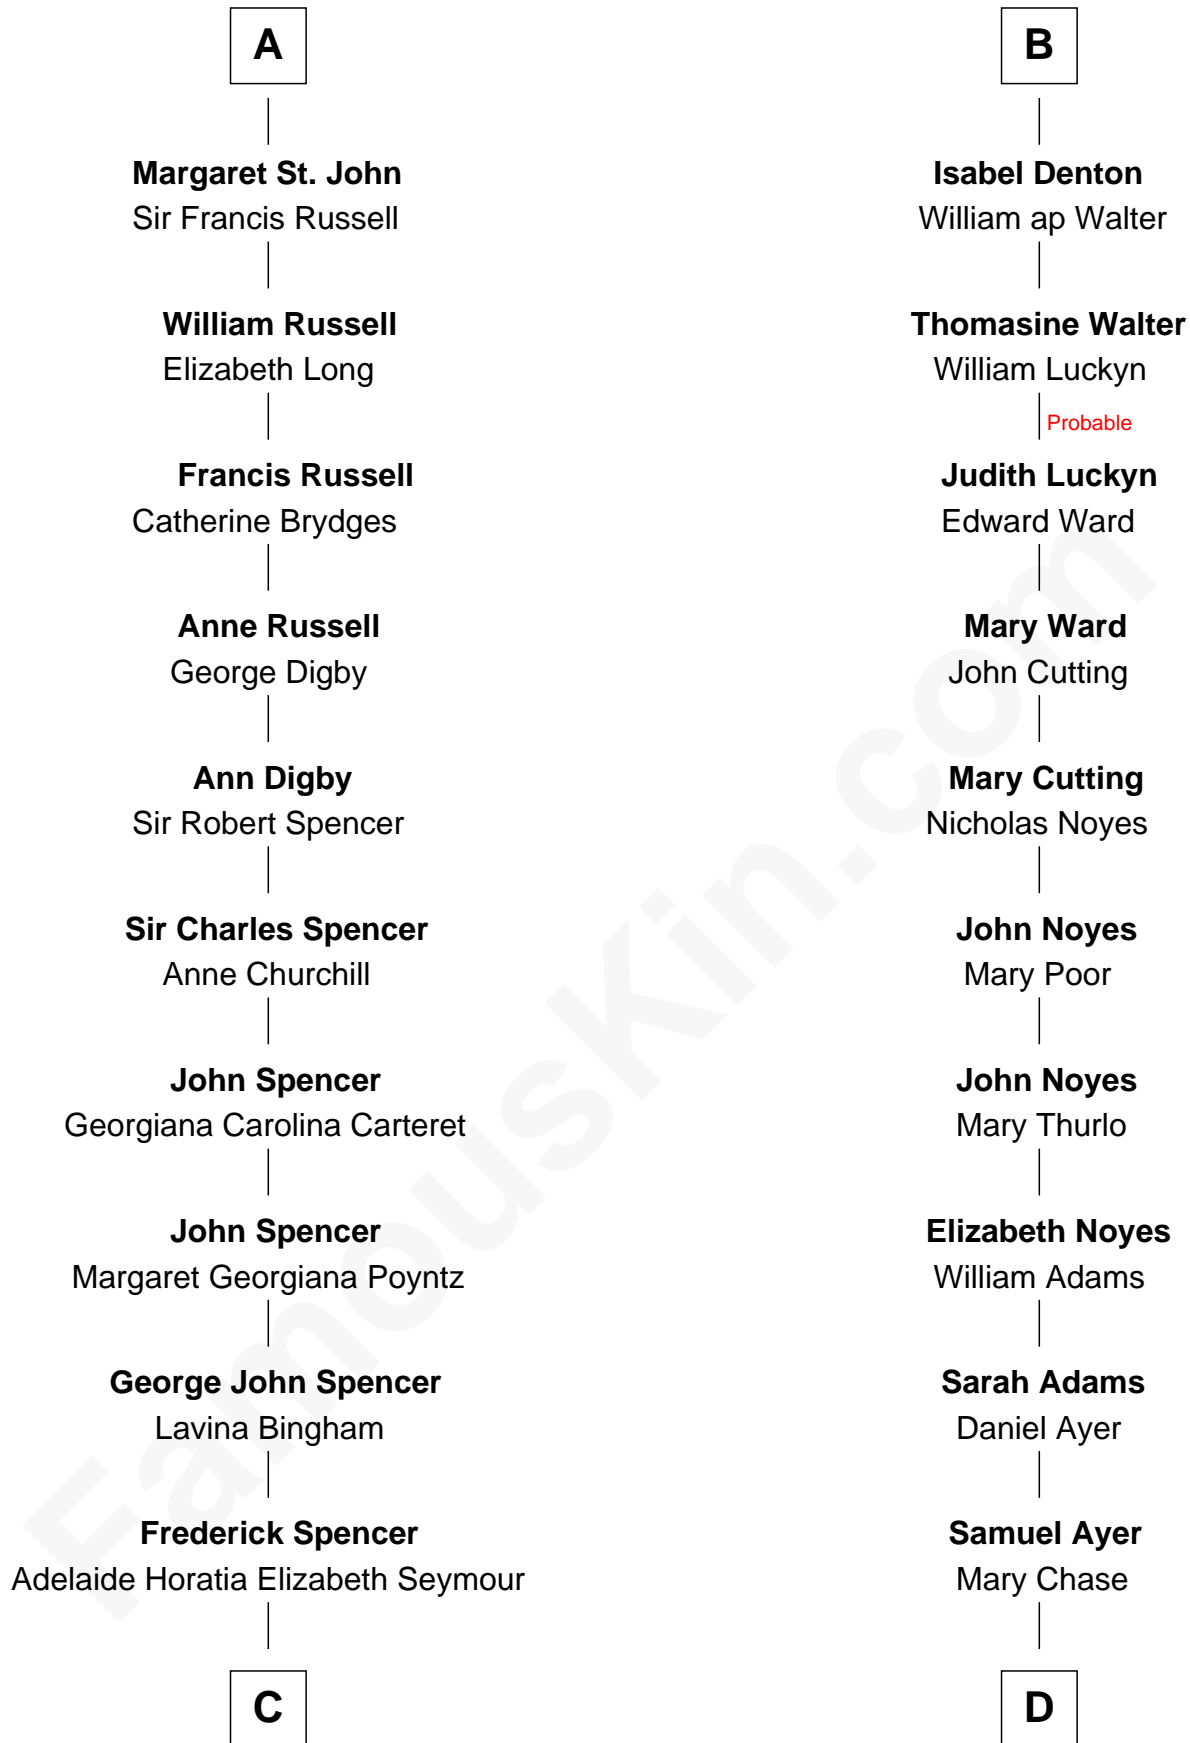 A
Margaret St. John
Sir Francis Russell
William Russell
Elizabeth Long
Francis Russell
Catherine Brydges
Anne Russell
George Digby
Ann Digby
Sir Robert Spencer
Sir Charles Spencer
Anne Churchill
John Spencer
Georgiana Carolina Carteret
John Spencer
Margaret Georgiana Poyntz
George John Spencer
Lavina Bingham
Frederick Spencer
Adelaide Horatia Elizabeth Seymour
C
B
Isabel Denton
William ap Walter
Thomasine Walter
William Luckyn
Probable
Judith Luckyn
Edward Ward
Mary Ward
John Cutting
Mary Cutting
Nicholas Noyes
John Noyes
Mary Poor
John Noyes
Mary Thurlo
Elizabeth Noyes
William Adams
Sarah Adams
Daniel Ayer
Samuel Ayer
Mary Chase
D
FamousKin.com